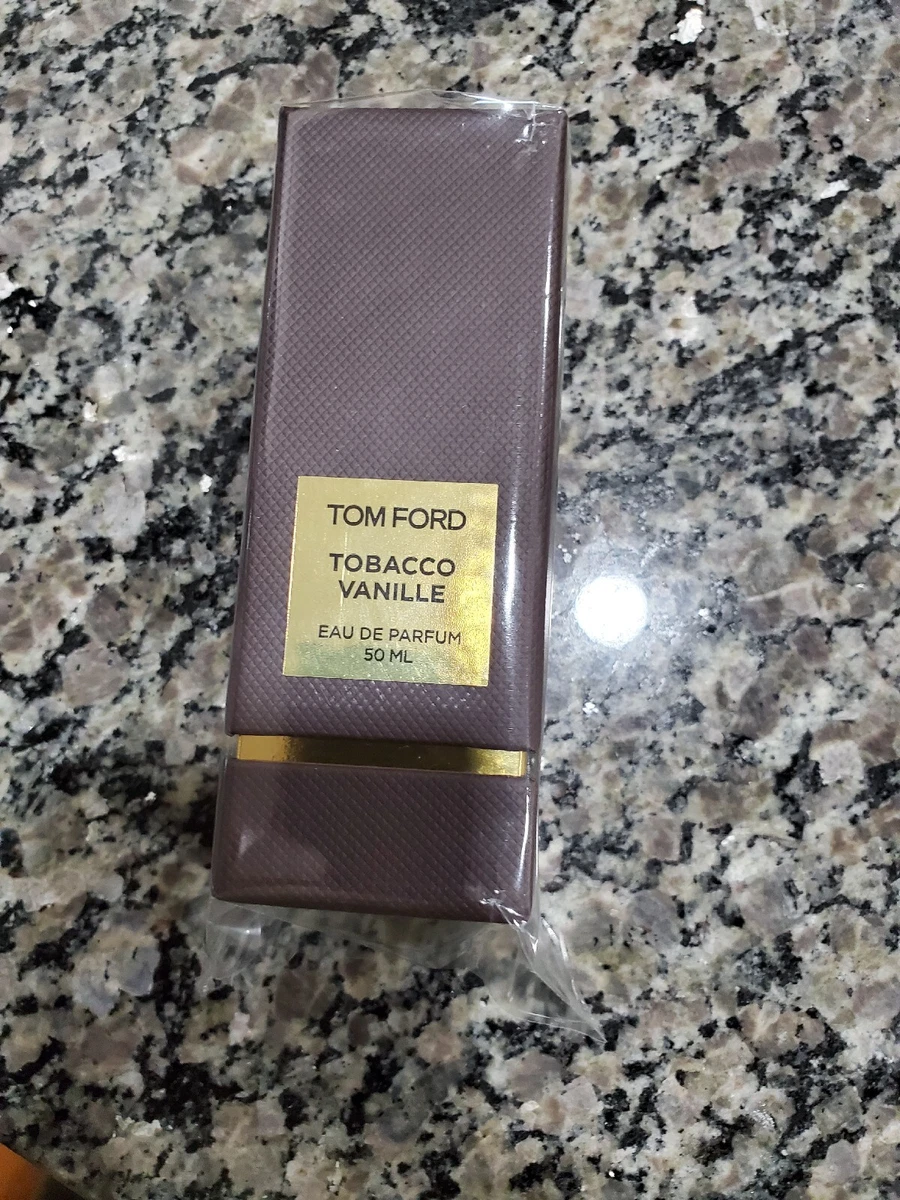 TOM FORD
TOBACCO
VANILLE
EAU DE PARFUM
50 ML